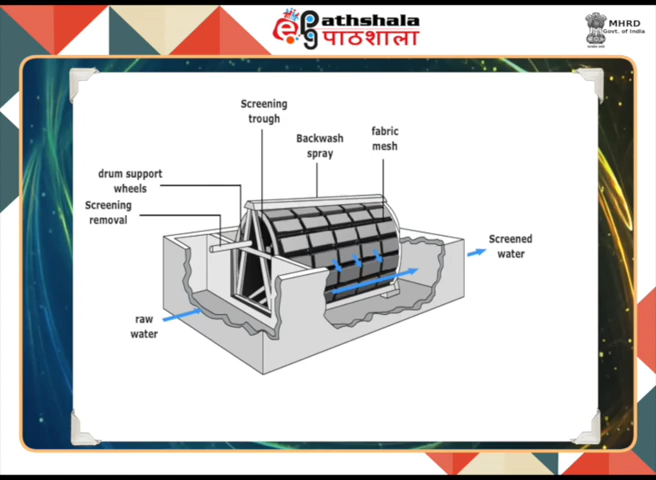 ePathshala
पाठशाला
MHRD
Govt. of India
Screening
trough
Backwash
spray
fabric
mesh
drum support
wheels
Screening
removal
Screened
water
raw
water